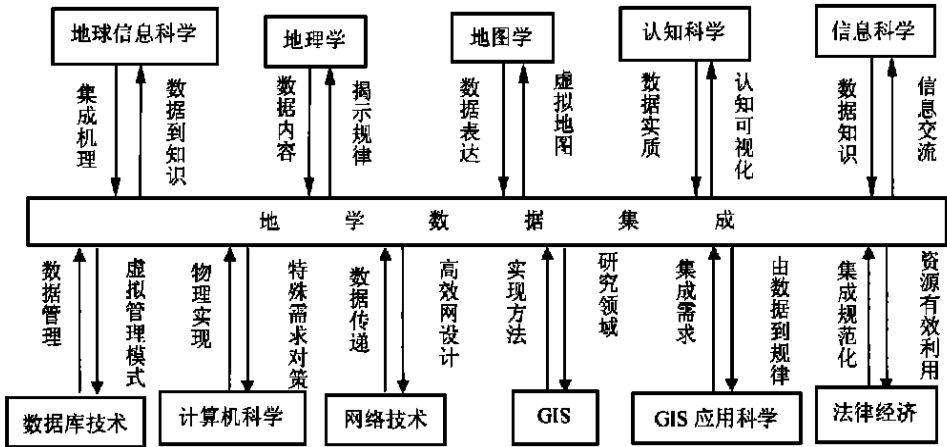 地球信息科学
地理学
地图学
认知科学
信息科学
集成机理
数据到知识
数据内容
揭示规律
数据表达
虚拟地图
数据实质
认知可视化
数据知识
信息交流
地学数据集成
数据管理
虚拟管理模式
物理实现
特殊需求对策
数据传递
高效网设计
实现方法
研究领域
集成需求
由数据到规律
集成规范化
资源有效利用
数据库技术
计算机科学
网络技术
GIS
GIS 应用科学
法律经济